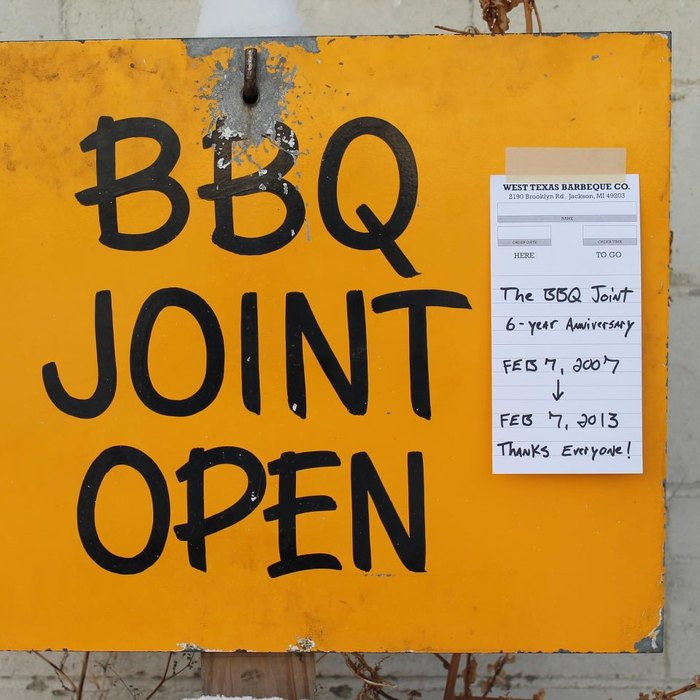 BBQ
JOINT
OPEN
WEST TEXAS BARBEQUE CO.
2190 Brooklyn Rd. Jackson, MI 49203
NAME
ORDER DATE ORDER TIME
HERE TO GO
The BBQ Joint
6-year Anniversary
FEB 7, 2007
↓
FEB 7, 2013
Thanks Everyone!